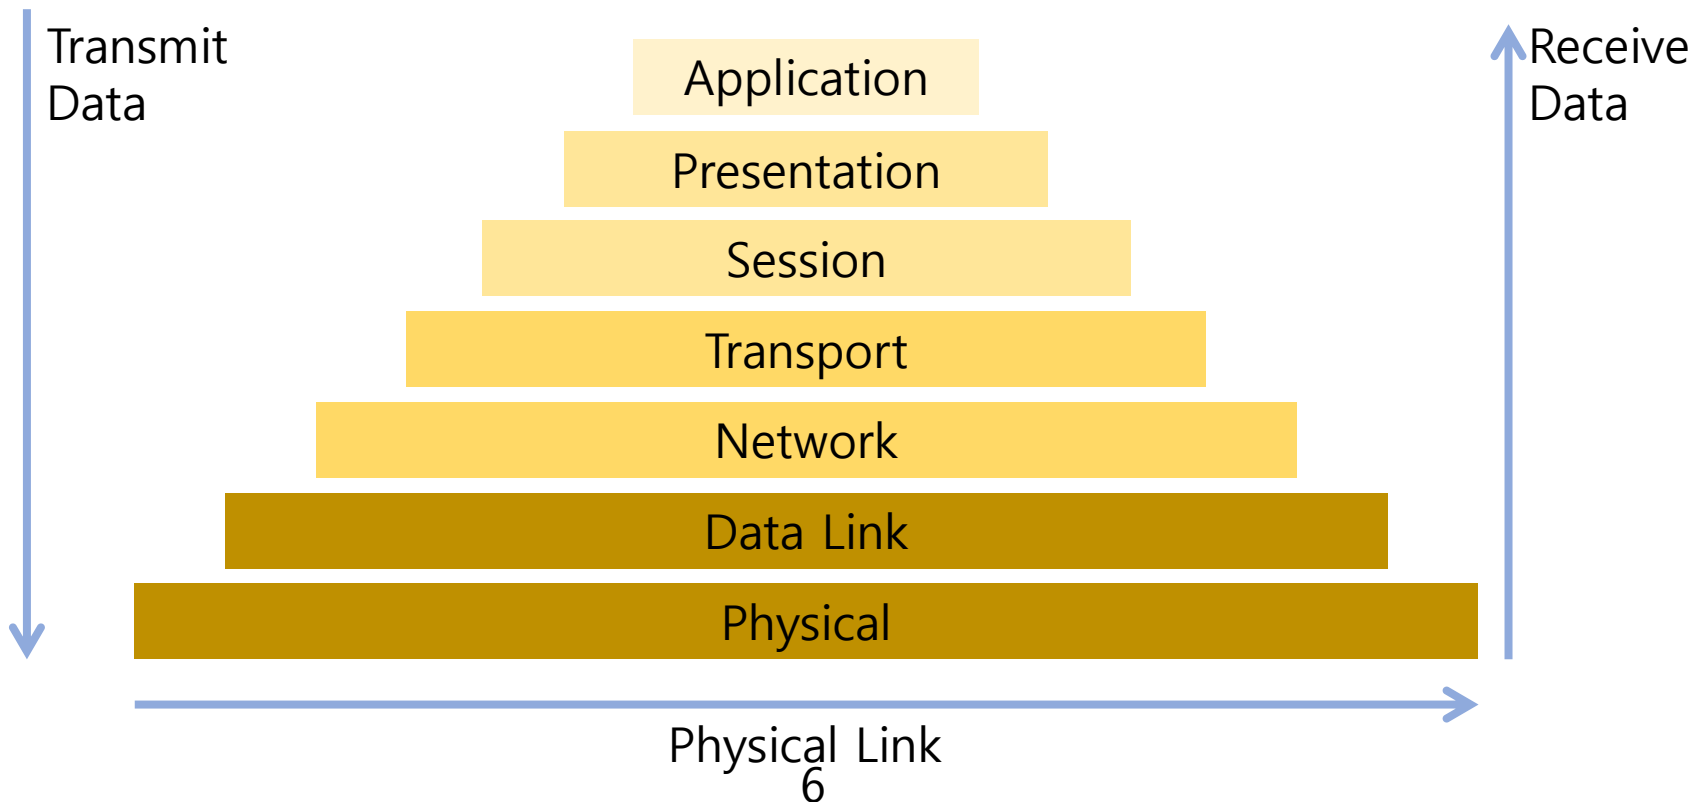 Transmit
Data
Application
Receive
Data
Presentation
Session
Transport
Network
Data Link
Physical
Physical Link
6